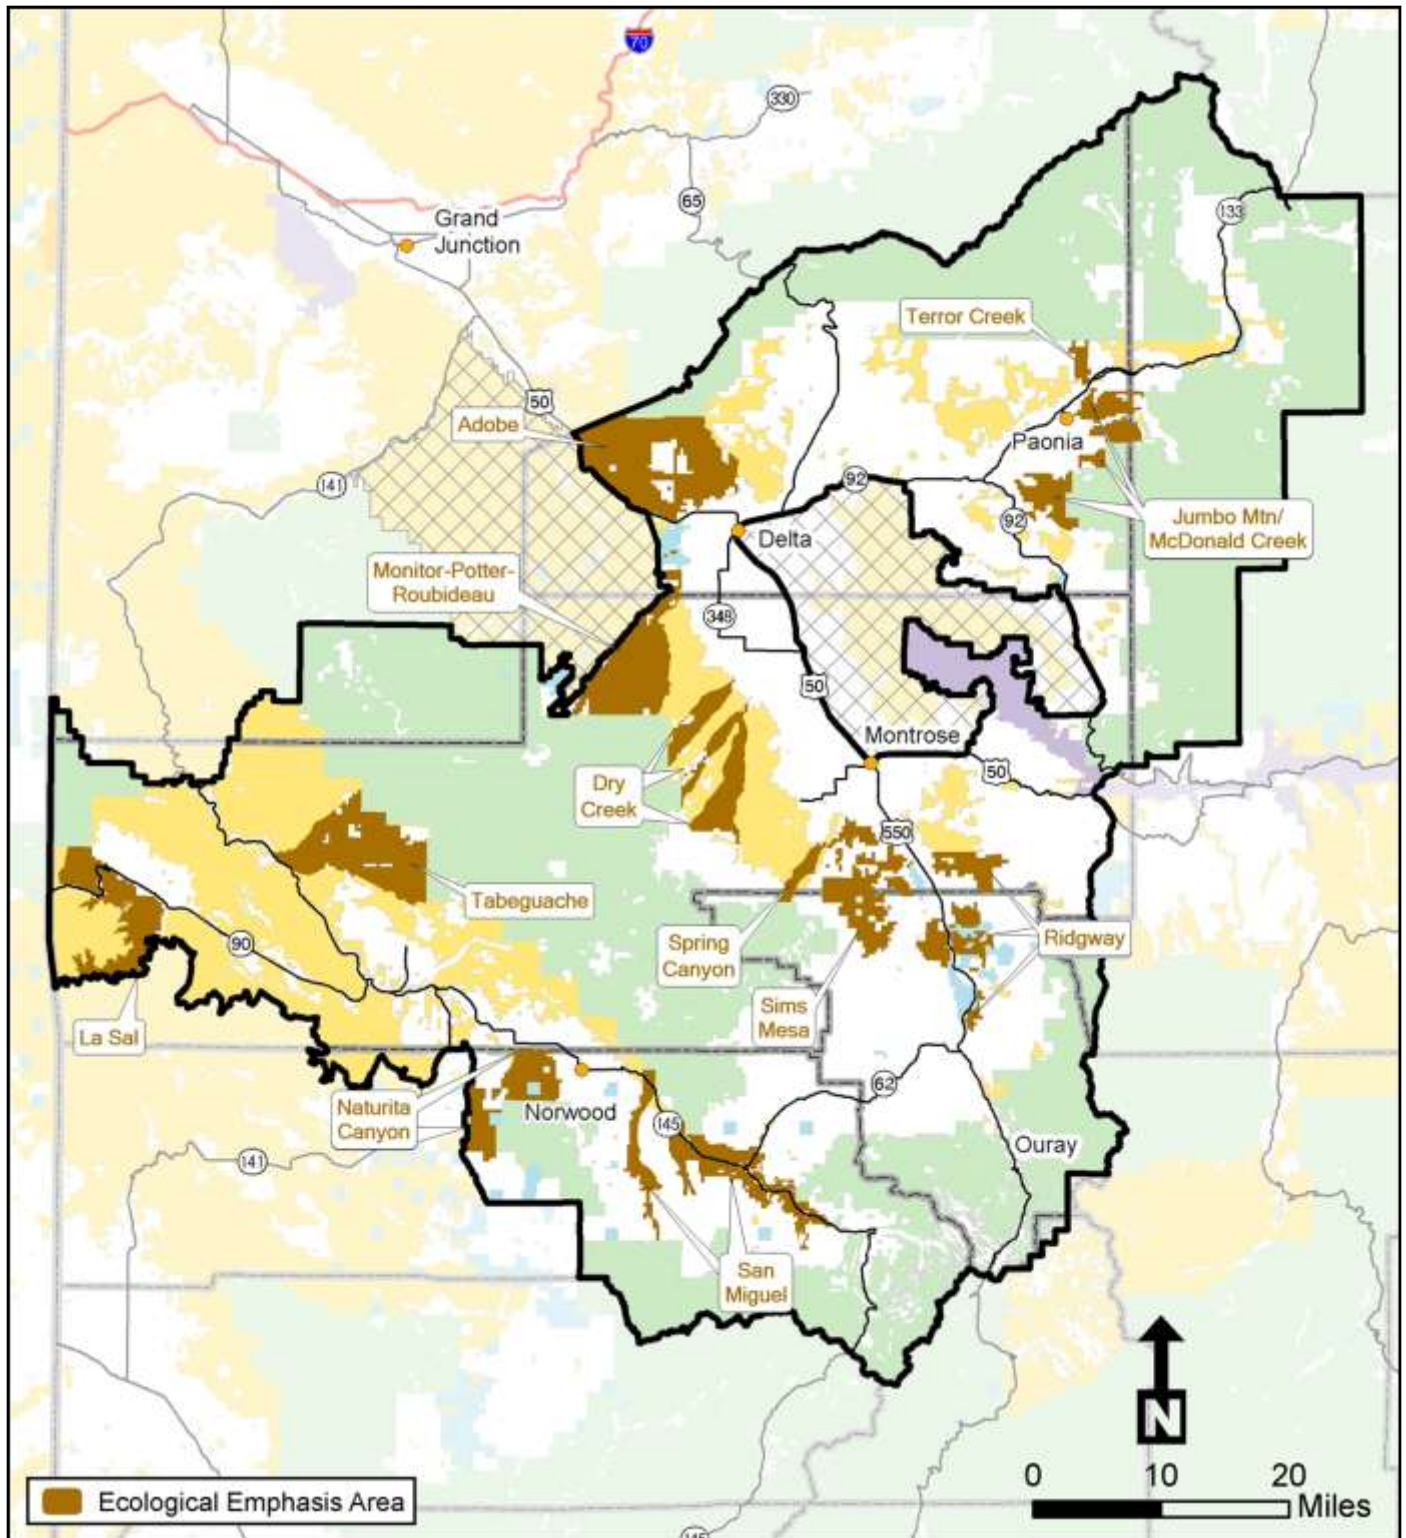 70
330
65
133
Grand
Junction
Terror Creek
50
Adobe
Paonia
141
92
92
Jumbo Mtn/
McDonald Creek
Delta
Monitor-Potter-
Roubideau
348
50
Montrose
50
Dry
Creek
550
Tabeguache
90
Spring
Canyon
Ridgway
Sims
Mesa
La Sal
62
Naturita
Canyon
Norwood
145
Ouray
141
San
Miguel
N
0 10 20
Miles
Ecological Emphasis Area
145